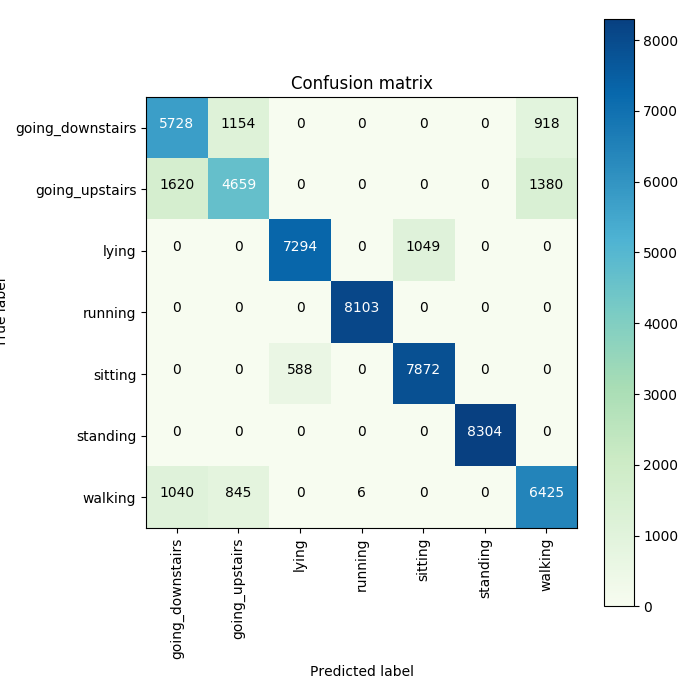 Confusion matrix
going_downstairs 5728 1154 0 0 0 0 918
going_upstairs 1620 4659 0 0 0 0 1380
lying 0 0 7294 0 1049 0 0
running 0 0 0 8103 0 0 0
sitting 0 0 588 0 7872 0 0
standing 0 0 0 0 0 8304 0
walking 1040 845 0 6 0 0 6425
going_downstairs
going_upstairs
lying
running
sitting
standing
walking
Predicted label
True label
8000
7000
6000
5000
4000
3000
2000
1000
0